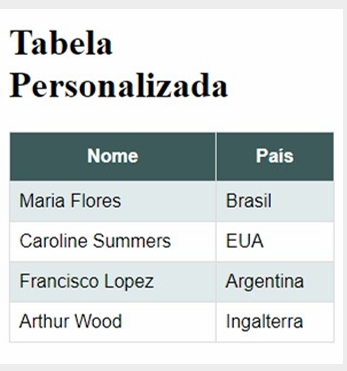 Tabela
Personalizada
Nome País
Maria Flores Brasil
Caroline Summers EUA
Francisco Lopez Argentina
Arthur Wood Ingalterra